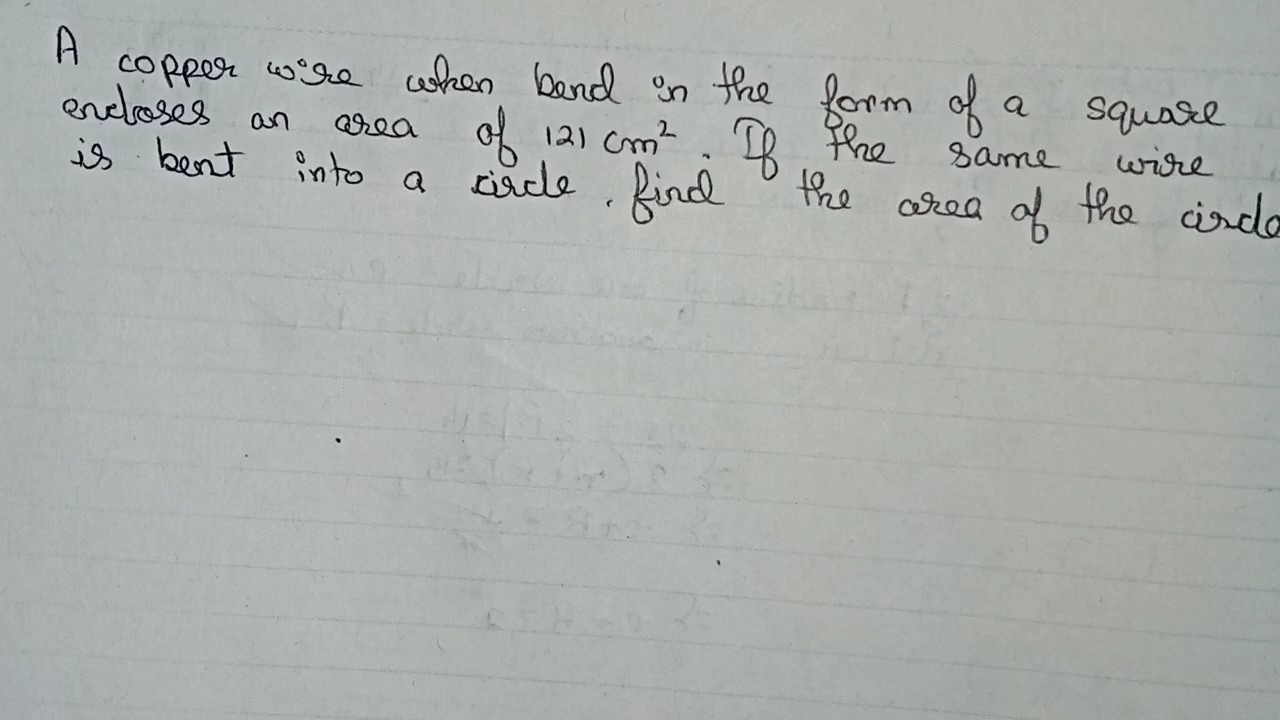 A copper wire when bend in the form of a square
encloses an area of 121 cm². If the same wire
is bent into a circle. find the area of the circle